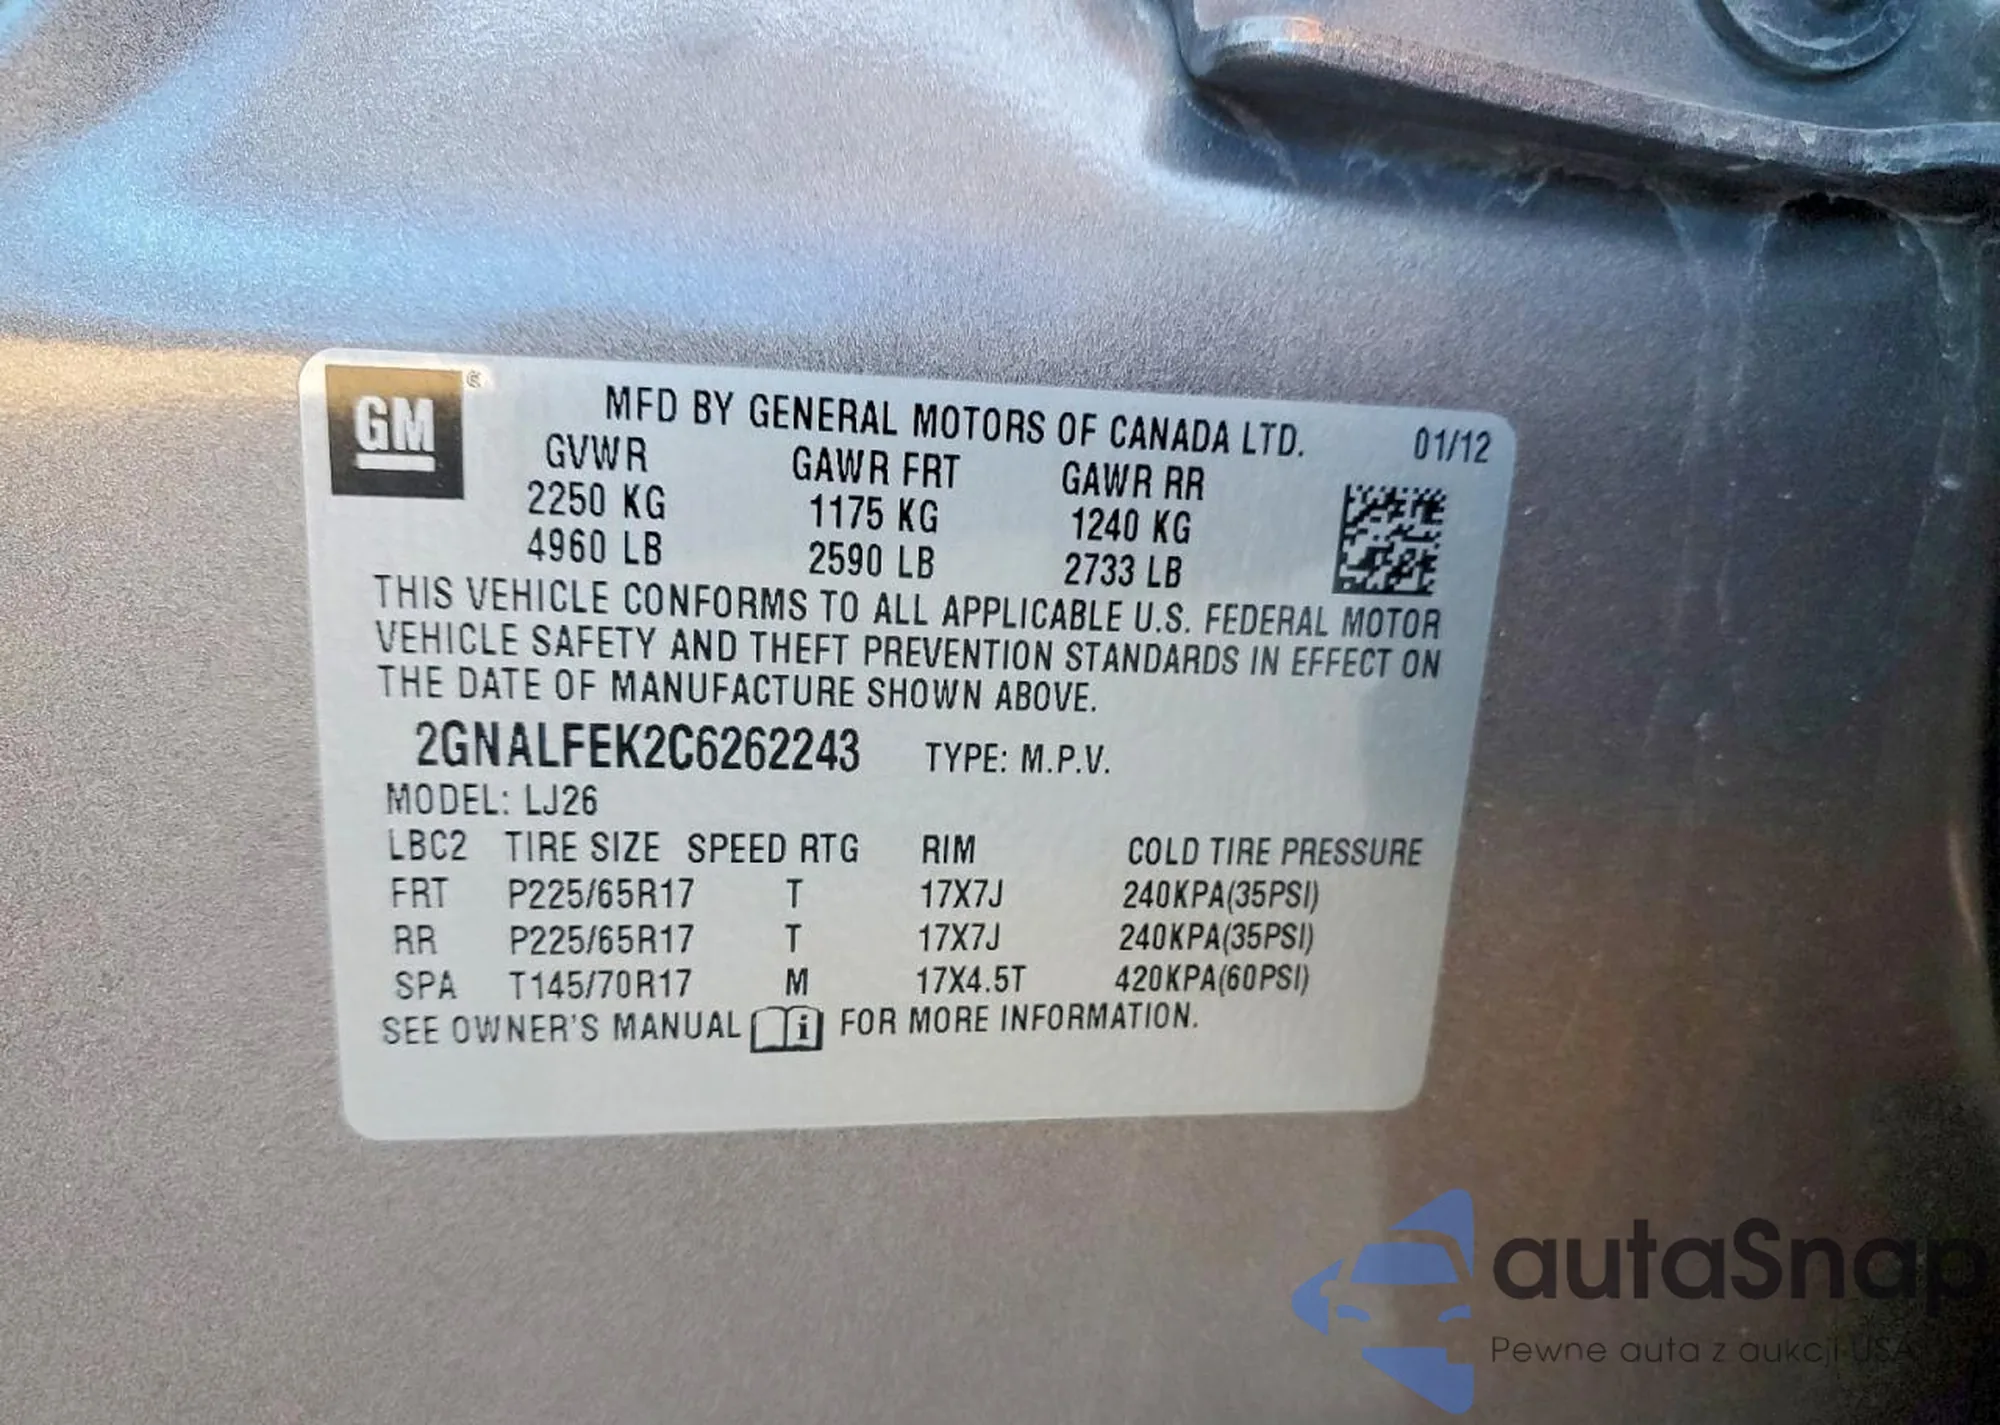 GM ®
MFD BY GENERAL MOTORS OF CANADA LTD. 01/12
GVWR GAWR FRT GAWR RR
2250 KG 1175 KG 1240 KG
4960 LB 2590 LB 2733 LB
THIS VEHICLE CONFORMS TO ALL APPLICABLE U.S. FEDERAL MOTOR
VEHICLE SAFETY AND THEFT PREVENTION STANDARDS IN EFFECT ON
THE DATE OF MANUFACTURE SHOWN ABOVE.
2GNALFEK2C6262243 TYPE: M.P.V.
MODEL: LJ26
LBC2 TIRE SIZE SPEED RTG RIM COLD TIRE PRESSURE
FRT P225/65R17 T 17X7J 240KPA(35PSI)
RR P225/65R17 T 17X7J 240KPA(35PSI)
SPA T145/70R17 M 17X4.5T 420KPA(60PSI)
SEE OWNER'S MANUAL i FOR MORE INFORMATION.
autaSnap
Pewne auta z aukcji USA